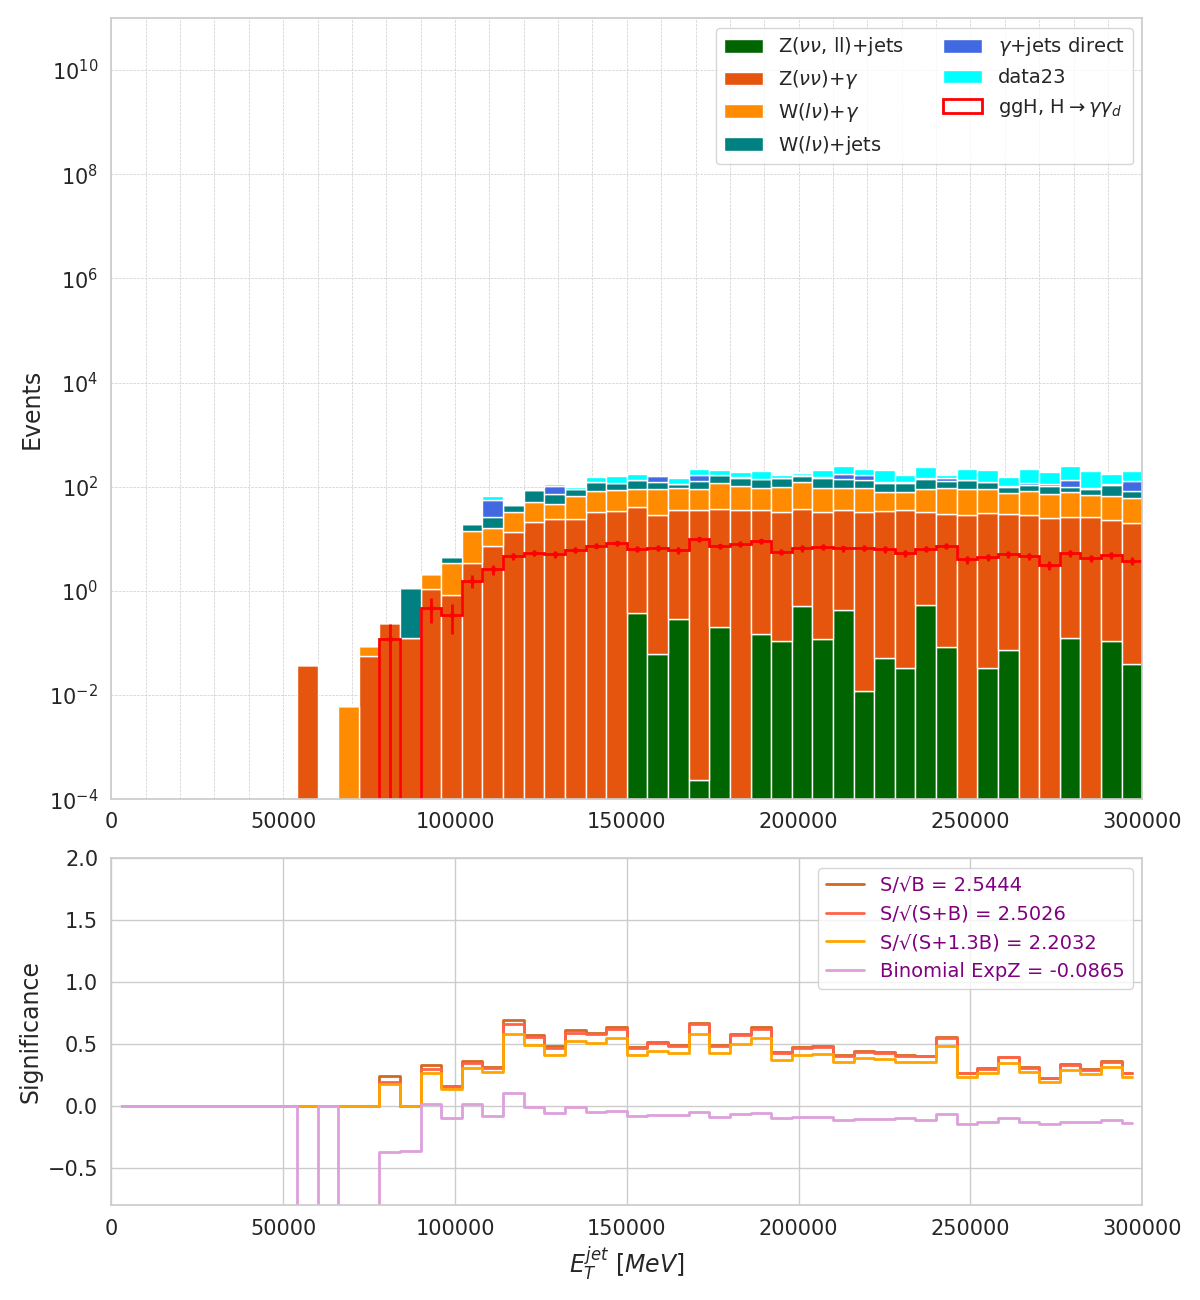 Z(νν, ll)+jets
Z(νν)+γ
W(lν)+γ
W(lν)+jets
γ+jets direct
data23
ggH, H→γγ_d
Events
10^10
10^8
10^6
10^4
10^2
10^0
10^−2
10^−4
0 50000 100000 150000 200000 250000 300000
S/√B = 2.5444
S/√(S+B) = 2.5026
S/√(S+1.3B) = 2.2032
Binomial ExpZ = -0.0865
Significance
2.0
1.5
1.0
0.5
0.0
−0.5
0 50000 100000 150000 200000 250000 300000
E_T^jet [MeV]